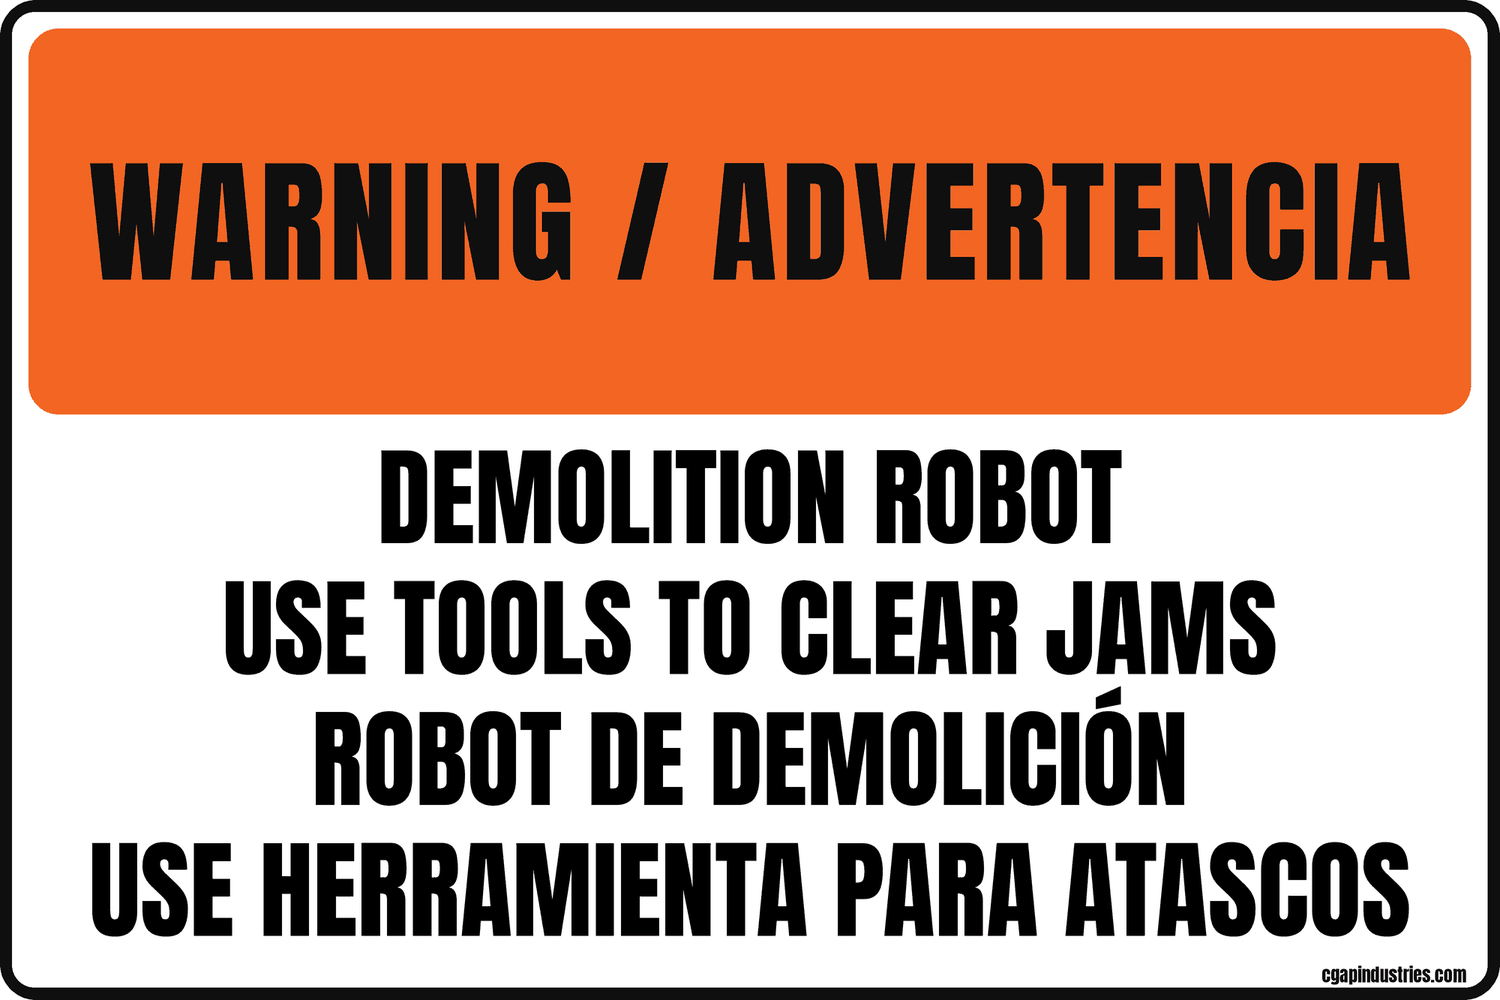 WARNING / ADVERTENCIA
DEMOLITION ROBOT
USE TOOLS TO CLEAR JAMS
ROBOT DE DEMOLICIÓN
USE HERRAMIENTA PARA ATASCOS
cgapindustries.com